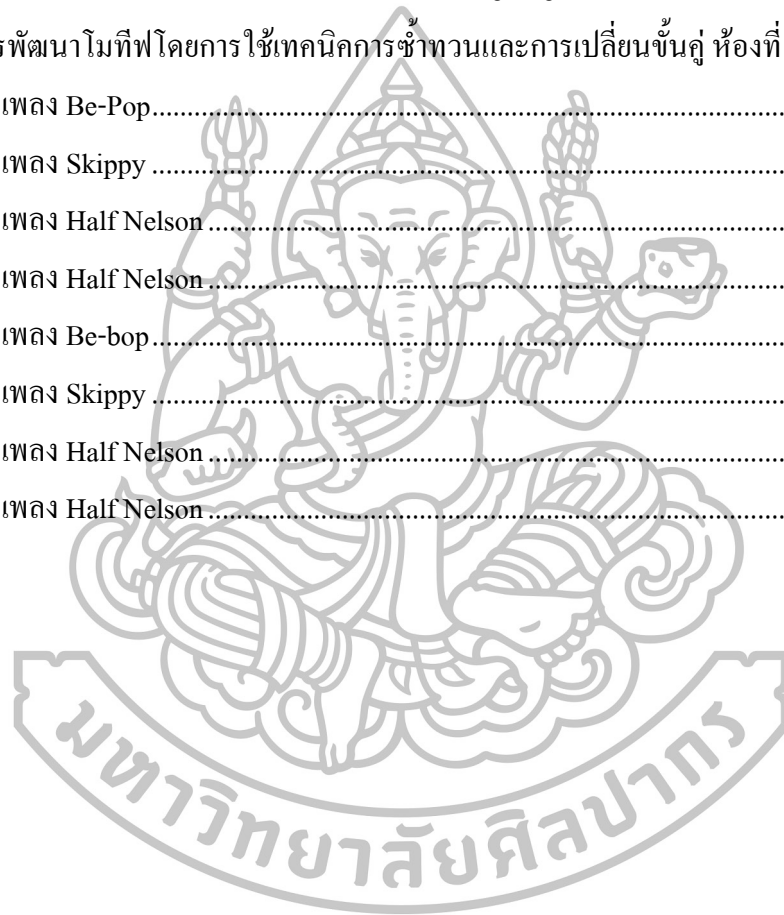 รพัฒนาโมทีฟโดยการใช้เทคนิคการซ้ำทวนและการเปลี่ยนขั้นคู่ ห้องที่
เพลง Be-Pop
เพลง Skippy
เพลง Half Nelson
เพลง Half Nelson
เพลง Be-bop
เพลง Skippy
เพลง Half Nelson
เพลง Half Nelson
มหาวิทยาลัยศิลปากร